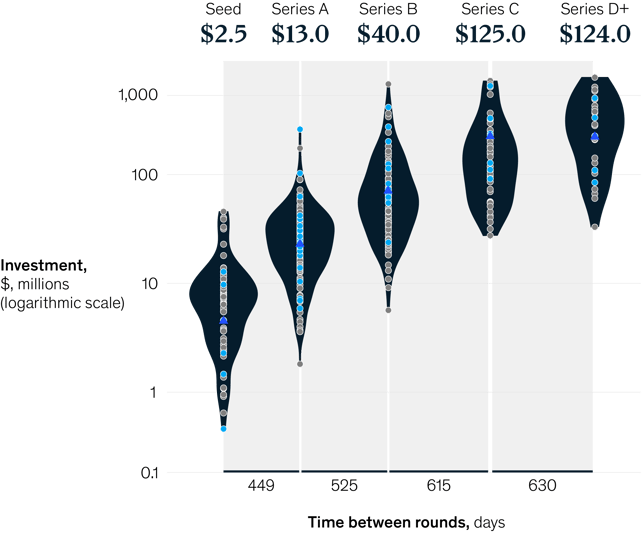 Seed Series A Series B Series C Series D+
$2.5 $13.0 $40.0 $125.0 $124.0
1,000
100
Investment,
$, millions
(logarithmic scale)
10
1
0.1
449 525 615 630
Time between rounds, days